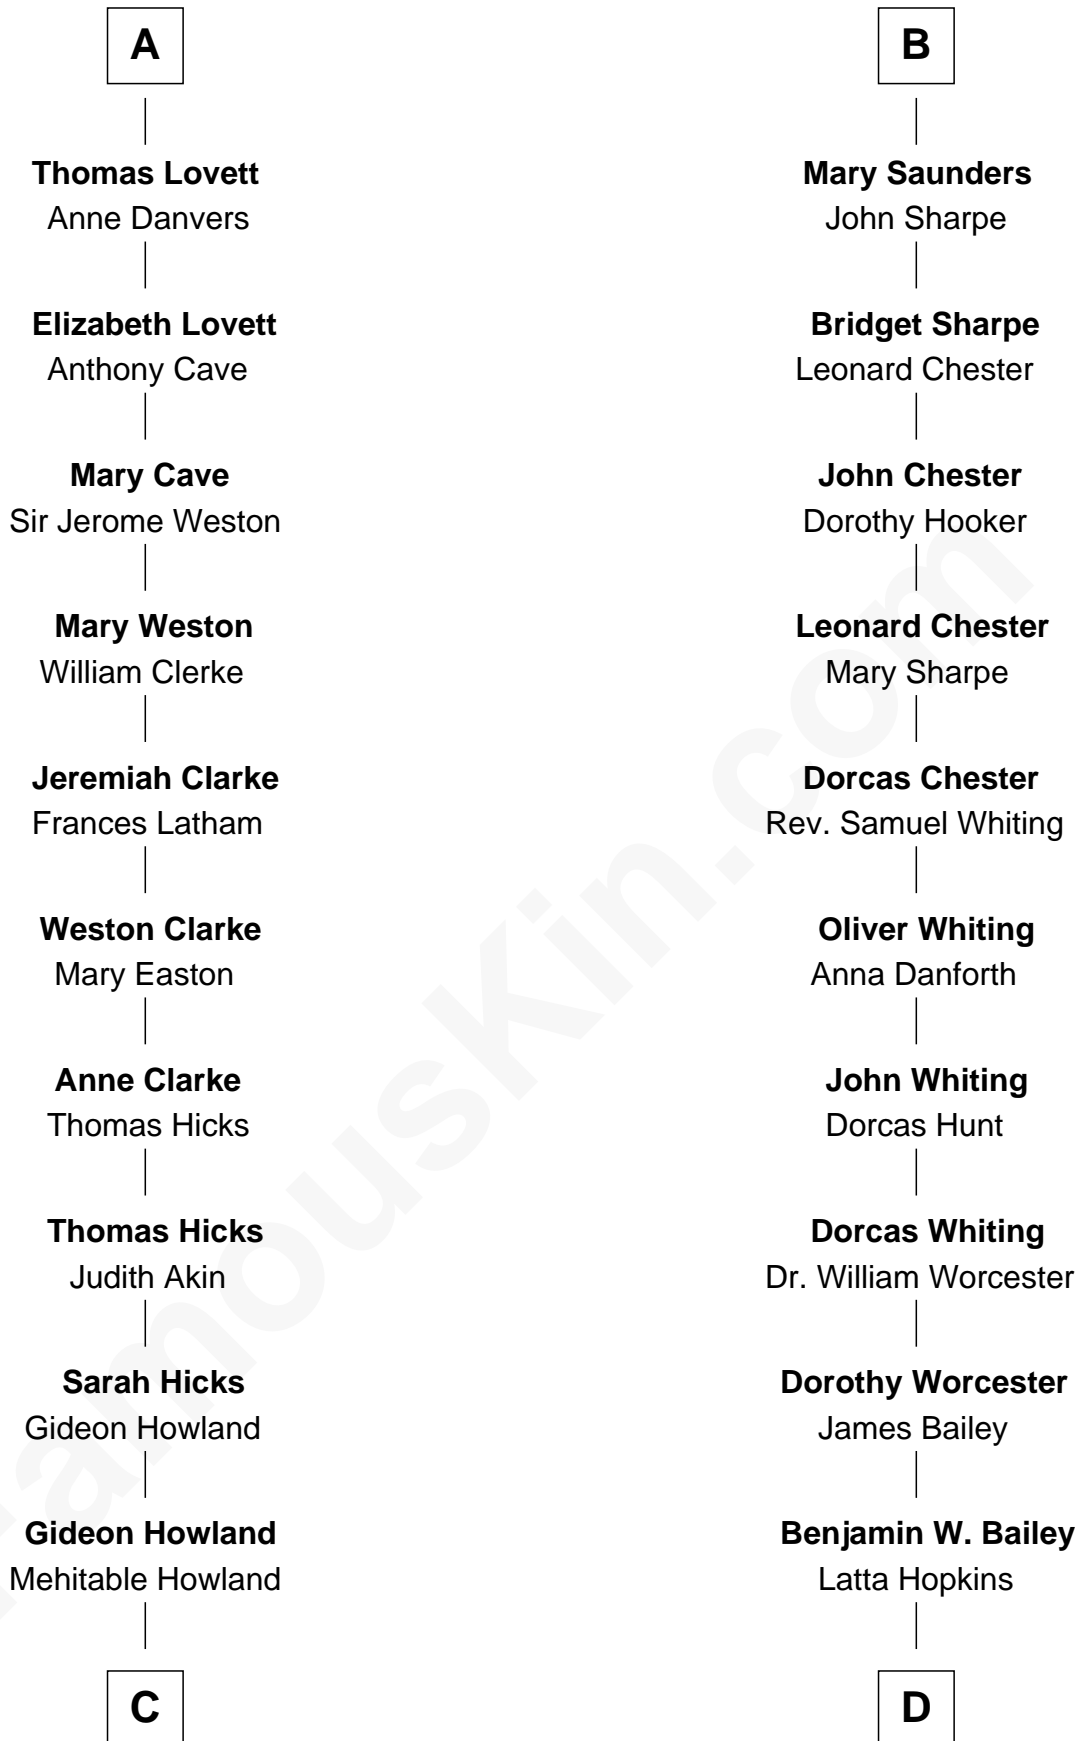 A
Thomas Lovett
Anne Danvers
Elizabeth Lovett
Anthony Cave
Mary Cave
Sir Jerome Weston
Mary Weston
William Clerke
Jeremiah Clarke
Frances Latham
Weston Clarke
Mary Easton
Anne Clarke
Thomas Hicks
Thomas Hicks
Judith Akin
Sarah Hicks
Gideon Howland
Gideon Howland
Mehitable Howland
C
B
Mary Saunders
John Sharpe
Bridget Sharpe
Leonard Chester
John Chester
Dorothy Hooker
Leonard Chester
Mary Sharpe
Dorcas Chester
Rev. Samuel Whiting
Oliver Whiting
Anna Danforth
John Whiting
Dorcas Hunt
Dorcas Whiting
Dr. William Worcester
Dorothy Worcester
James Bailey
Benjamin W. Bailey
Latta Hopkins
D
FamousKin.com